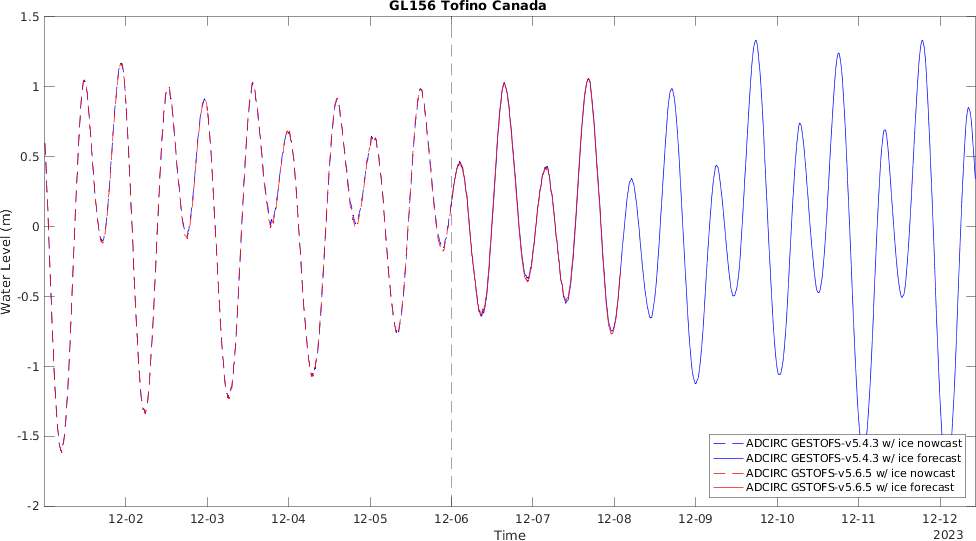 GL156 Tofino Canada
1.5
1
0.5
0
-0.5
-1
-1.5
-2
Water Level (m)
12-02 12-03 12-04 12-05 12-06 12-07 12-08 12-09 12-10 12-11 12-12
2023
Time
ADCIRC GESTOFS-v5.4.3 w/ ice nowcast
ADCIRC GESTOFS-v5.4.3 w/ ice forecast
ADCIRC GSTOFS-v5.6.5 w/ ice nowcast
ADCIRC GSTOFS-v5.6.5 w/ ice forecast